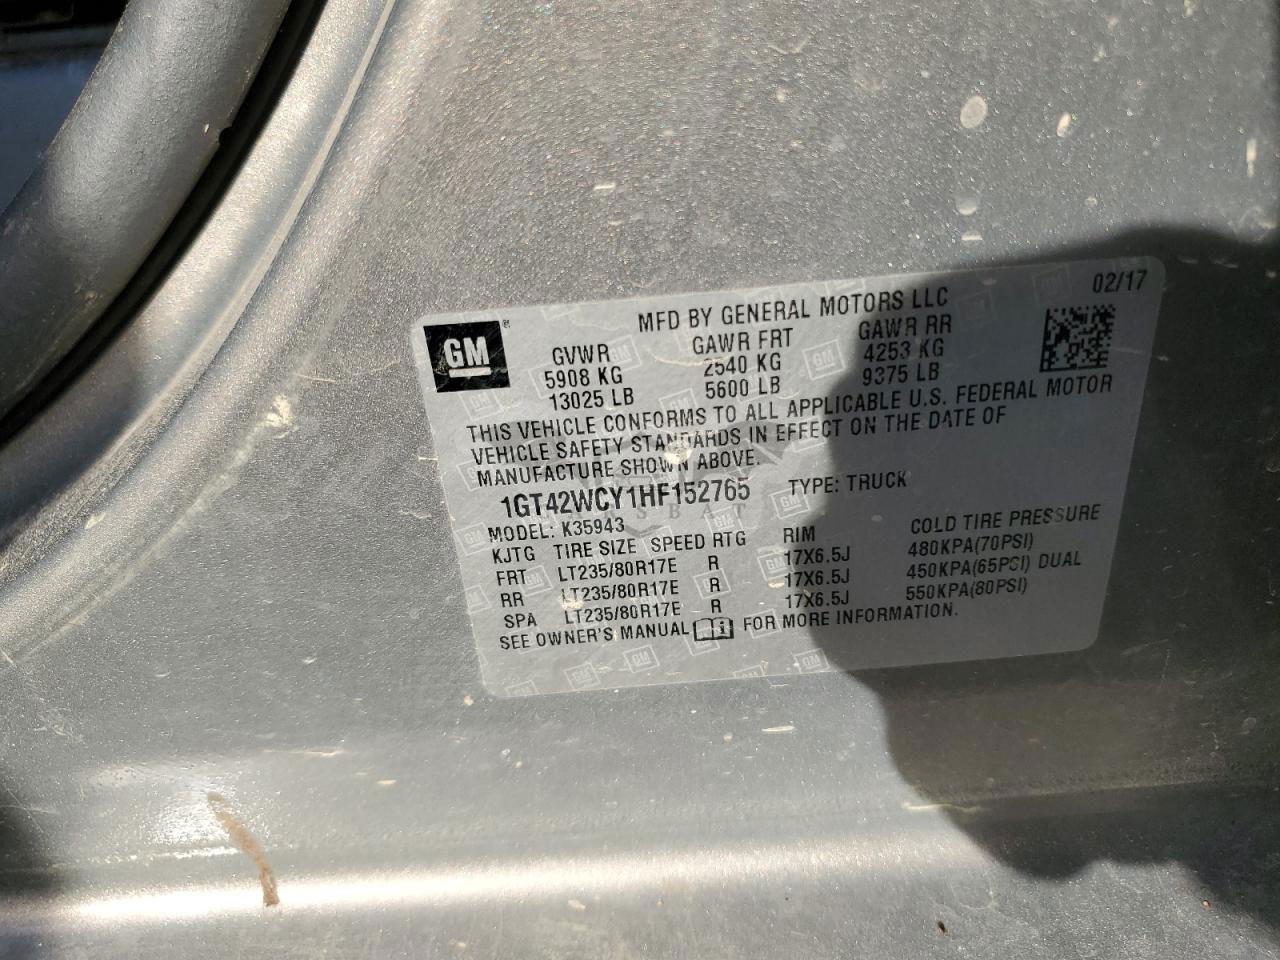 02/17
MFD BY GENERAL MOTORS LLC
GM ®
GVWR GAWR FRT GAWR RR
5908 KG 2540 KG 4253 KG
13025 LB 5600 LB 9375 LB
THIS VEHICLE CONFORMS TO ALL APPLICABLE U.S. FEDERAL MOTOR
VEHICLE SAFETY STANDARDS IN EFFECT ON THE DATE OF
MANUFACTURE SHOWN ABOVE.
1GT42WCY1HF152765 TYPE: TRUCK
MODEL: K35943
KJTG TIRE SIZE SPEED RTG RIM COLD TIRE PRESSURE
FRT LT235/80R17E R 17X6.5J 480KPA(70PSI)
RR LT235/80R17E R 17X6.5J 450KPA(65PSI) DUAL
SPA LT235/80R17E R 17X6.5J 550KPA(80PSI)
SEE OWNER'S MANUAL i FOR MORE INFORMATION.